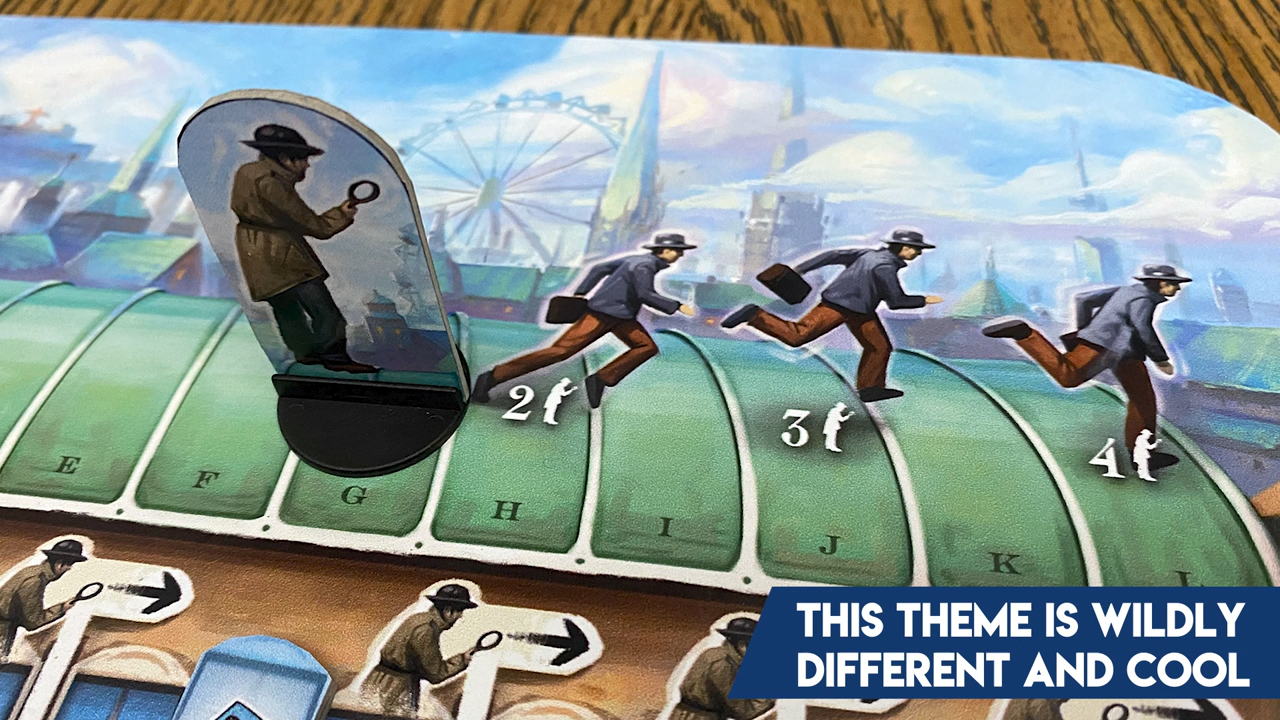 2
3
4
E
F
G
H
I
J
K
L
THIS THEME IS WILDLY
DIFFERENT AND COOL